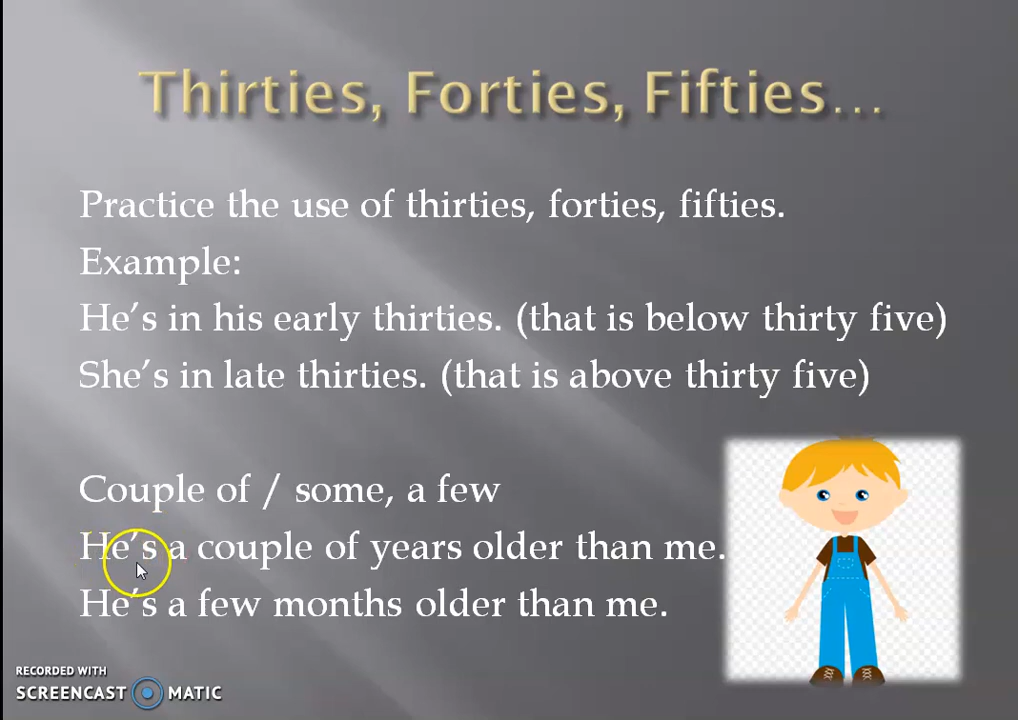 Thirties, Forties, Fifties...
Practice the use of thirties, forties, fifties.
Example:
He's in his early thirties. (that is below thirty five)
She's in late thirties. (that is above thirty five)
Couple of / some, a few
He's a couple of years older than me.
He's a few months older than me.
RECORDED WITH
SCREENCAST MATIC